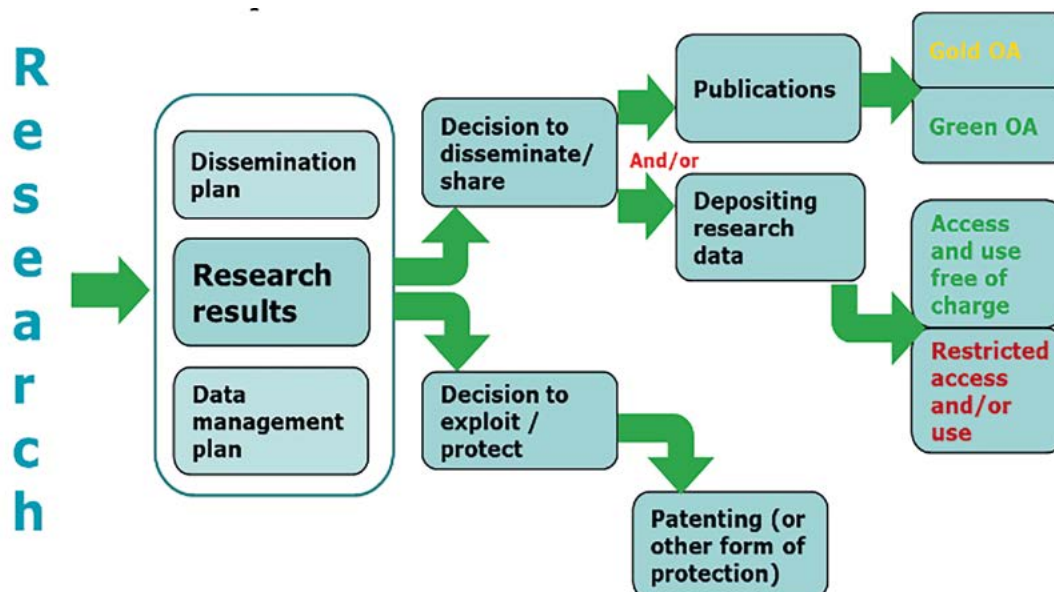 Research
Dissemination
plan
Research
results
Data
management
plan
Decision to
disseminate/
share
And/or
Decision to
exploit /
protect
Publications
Depositing
research
data
Patenting (or
other form of
protection)
Gold OA
Green OA
Access
and use
free of
charge
Restricted
access
and/or
use